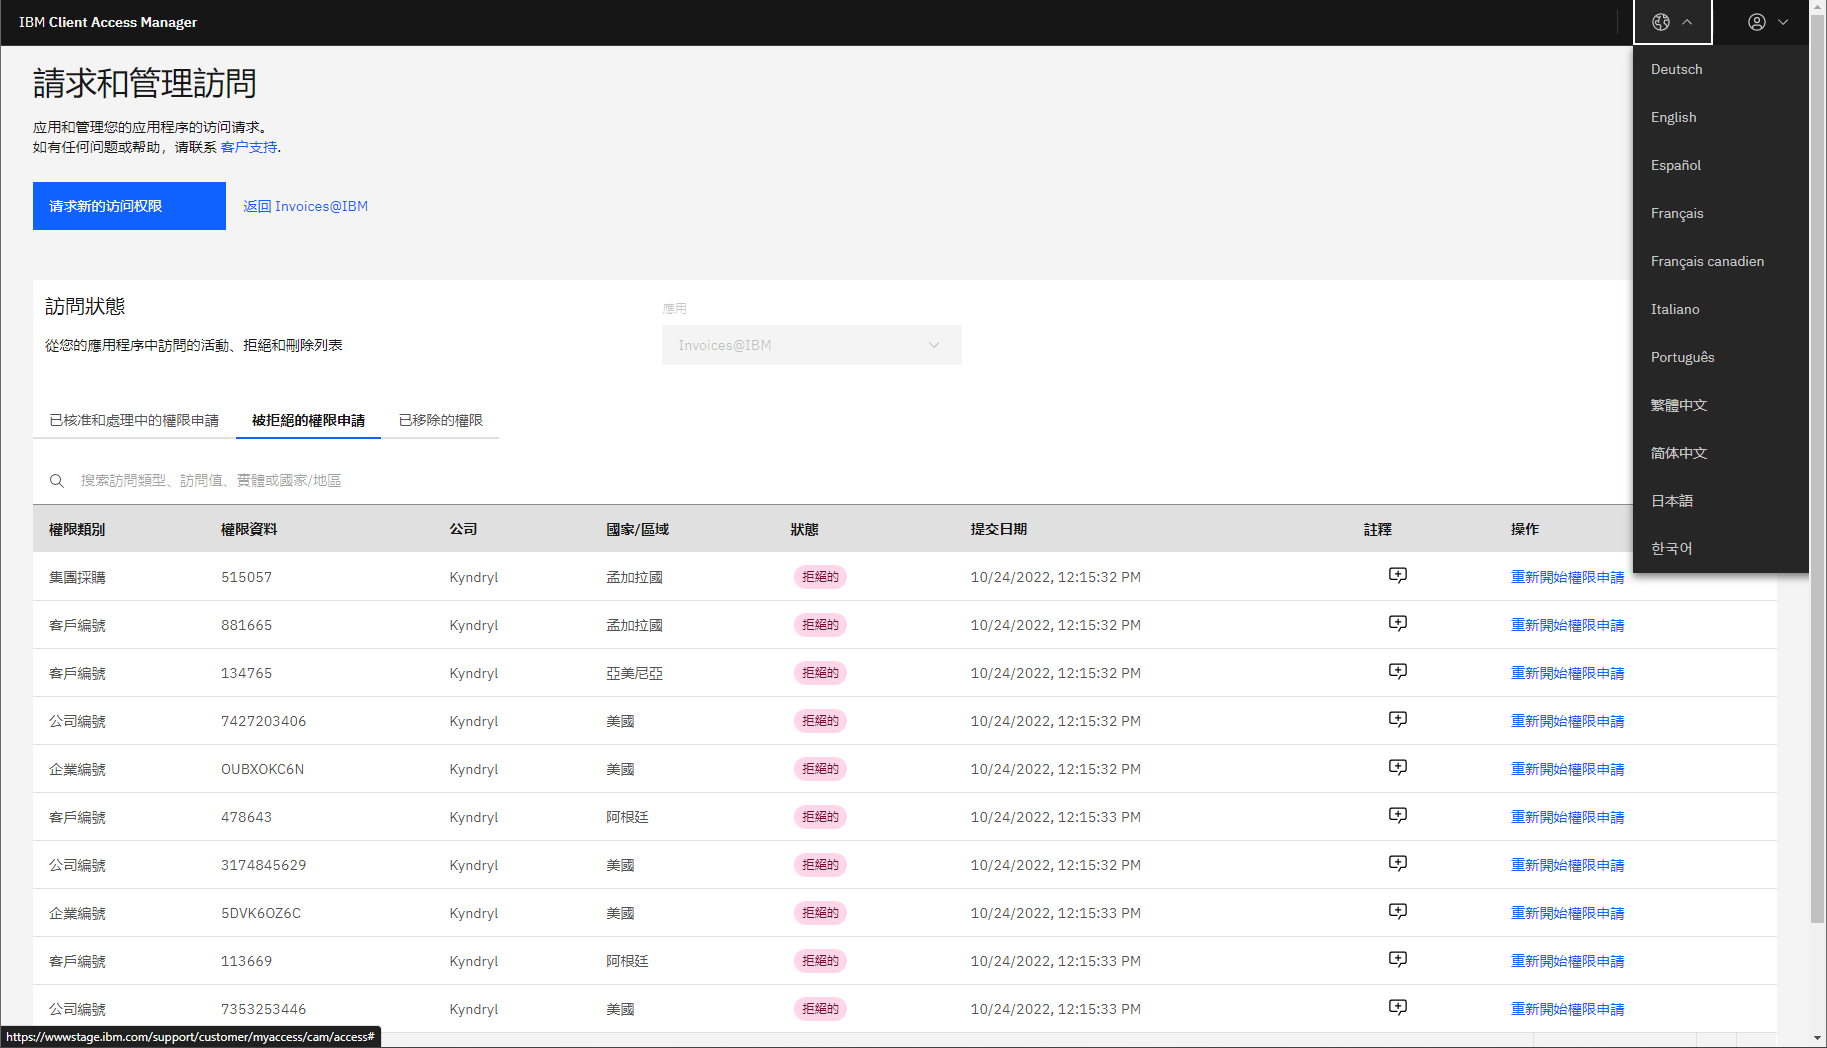 IBM Client Access Manager
請求和管理訪問
应用和管理您的应用程序的访问请求。
如有任何问题或帮助，请联系 客户支持.
请求新的访问权限
返回 Invoices@IBM
訪問狀態
從您的應用程序中訪問的活動、拒絕和刪除列表
應用
Invoices@IBM
已核准和處理中的權限申請 被拒絕的權限申請 已移除的權限
搜索訪問類型、訪問值、實體或國家/地區
權限類別 權限資料 公司 國家/區域 狀態 提交日期 註釋 操作
集團採購 515057 Kyndryl 孟加拉國 拒絕的 10/24/2022, 12:15:32 PM 重新開始權限申請
客戶編號 881665 Kyndryl 孟加拉國 拒絕的 10/24/2022, 12:15:32 PM 重新開始權限申請
客戶編號 134765 Kyndryl 亞美尼亞 拒絕的 10/24/2022, 12:15:32 PM 重新開始權限申請
公司編號 7427203406 Kyndryl 美國 拒絕的 10/24/2022, 12:15:32 PM 重新開始權限申請
企業編號 OUBXOKC6N Kyndryl 美國 拒絕的 10/24/2022, 12:15:32 PM 重新開始權限申請
客戶編號 478643 Kyndryl 阿根廷 拒絕的 10/24/2022, 12:15:33 PM 重新開始權限申請
公司編號 3174845629 Kyndryl 美國 拒絕的 10/24/2022, 12:15:32 PM 重新開始權限申請
企業編號 5DVK6OZ6C Kyndryl 美國 拒絕的 10/24/2022, 12:15:33 PM 重新開始權限申請
客戶編號 113669 Kyndryl 阿根廷 拒絕的 10/24/2022, 12:15:33 PM 重新開始權限申請
公司編號 7353253446 Kyndryl 美國 拒絕的 10/24/2022, 12:15:33 PM 重新開始權限申請
Deutsch
English
Español
Français
Français canadien
Italiano
Português
繁體中文
简体中文
日本語
한국어
https://wwwstage.ibm.com/support/customer/myaccess/cam/access#